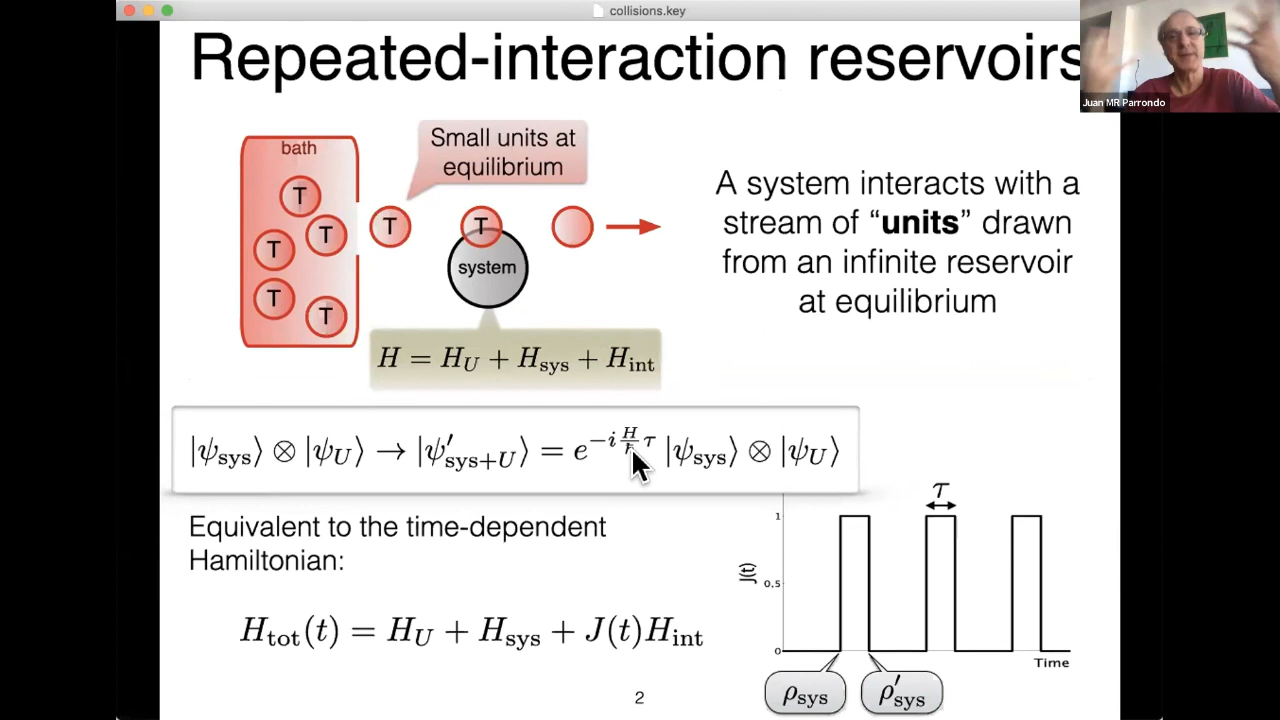 collisions.key
Repeated-interaction reservoirs
Juan MR Parrondo
bath
T
T
T
T
T
T
T
Small units at
equilibrium
system
H = H_U + H_sys + H_int
A system interacts with a
stream of “units” drawn
from an infinite reservoir
at equilibrium
|ψ_sys⟩ ⊗ |ψ_U⟩ → |ψ′_sys+U⟩ = e^{−i H/ħ τ} |ψ_sys⟩ ⊗ |ψ_U⟩
Equivalent to the time-dependent
Hamiltonian:
H_tot(t) = H_U + H_sys + J(t)H_int
τ
1
0.5
0
J(t)
Time
ρ_sys
ρ′_sys
2